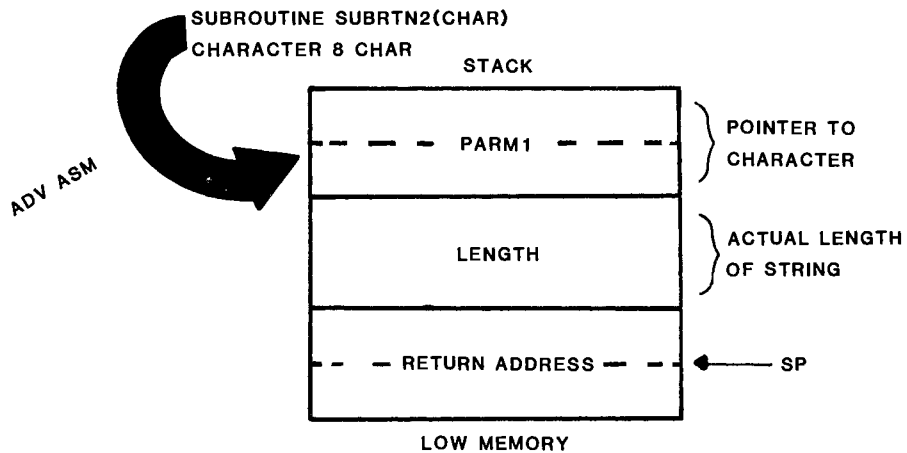 SUBROUTINE SUBRTN2(CHAR)
CHARACTER 8 CHAR
STACK
PARM1
POINTER TO
CHARACTER
ADV ASM
LENGTH
ACTUAL LENGTH
OF STRING
RETURN ADDRESS
SP
LOW MEMORY